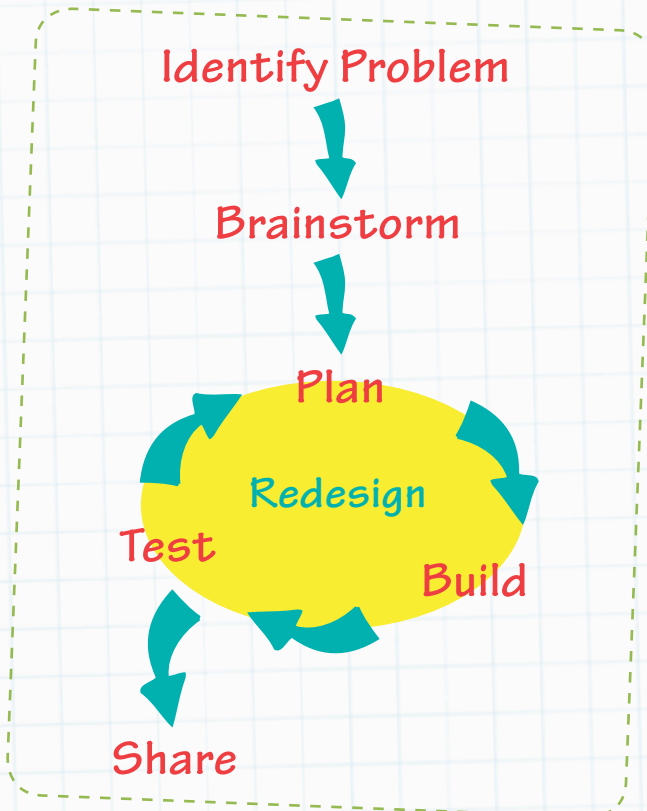 Identify Problem
Brainstorm
Plan
Redesign
Test
Build
Share